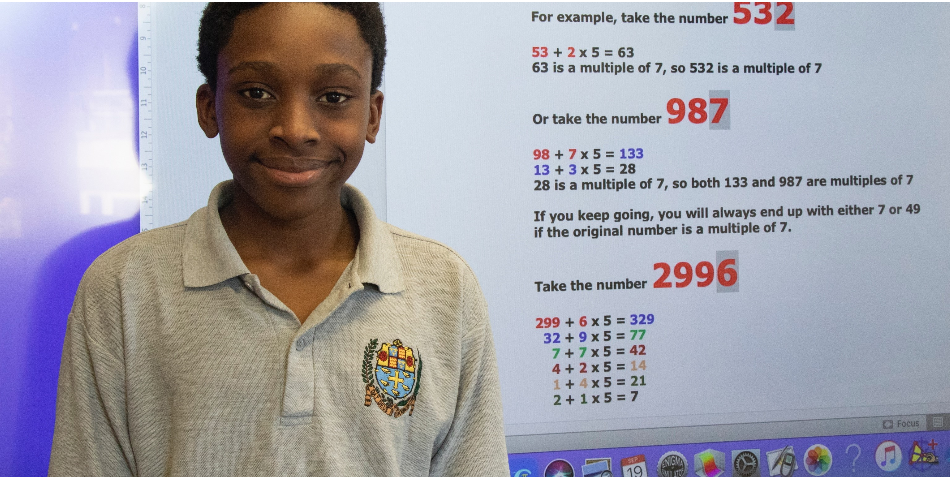 For example, take the number 532
53 + 2 x 5 = 63
63 is a multiple of 7, so 532 is a multiple of 7
Or take the number 987
98 + 7 x 5 = 133
13 + 3 x 5 = 28
28 is a multiple of 7, so both 133 and 987 are multiples of 7
If you keep going, you will always end up with either 7 or 49
if the original number is a multiple of 7.
Take the number 2996
299 + 6 x 5 = 329
32 + 9 x 5 = 77
7 + 7 x 5 = 42
4 + 2 x 5 = 14
1 + 4 x 5 = 21
2 + 1 x 5 = 7
Focus
SEP
19
ENIGMA